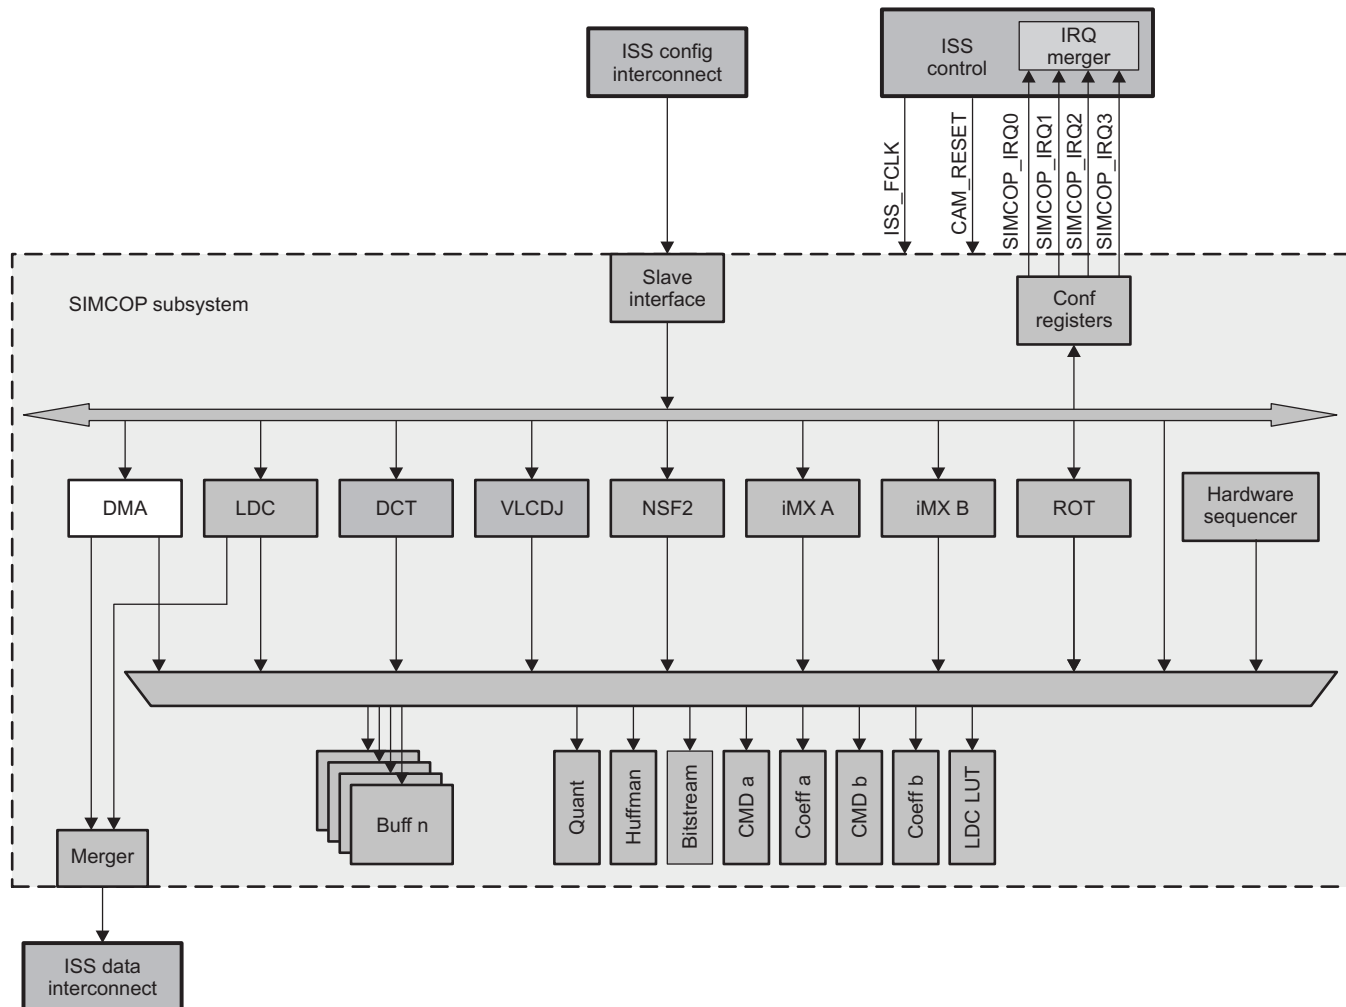 ISS config
interconnect
ISS
control
IRQ
merger
ISS_FCLK
CAM_RESET
SIMCOP_IRQ0
SIMCOP_IRQ1
SIMCOP_IRQ2
SIMCOP_IRQ3
SIMCOP subsystem
Slave
interface
Conf
registers
DMA
LDC
DCT
VLCDJ
NSF2
iMX A
iMX B
ROT
Hardware
sequencer
Buff n
Quant
Huffman
Bitstream
CMD a
Coeff a
CMD b
Coeff b
LDC LUT
Merger
ISS data
interconnect